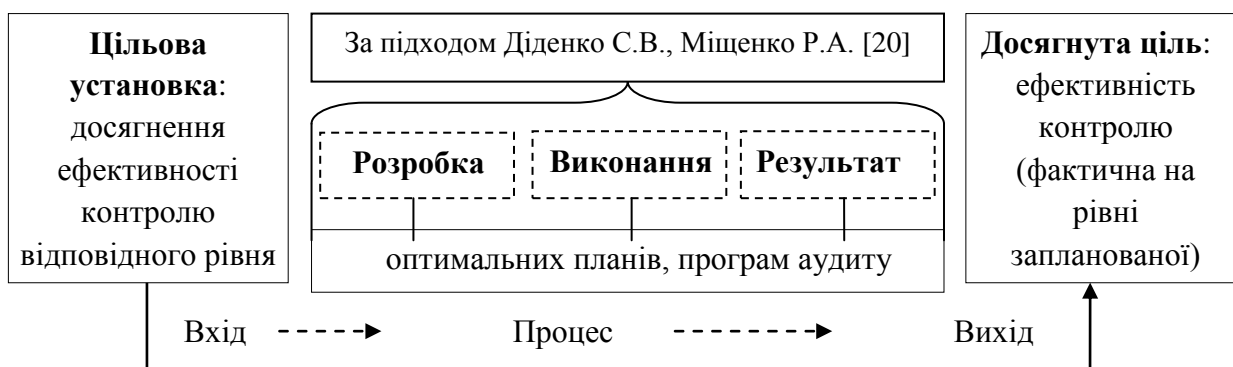 Цільова
установка:
досягнення
ефективності
контролю
відповідного рівня
За підходом Діденко С.В., Міщенко Р.А. [20]
Розробка
Виконання
Результат
оптимальних планів, програм аудиту
Досягнута ціль:
ефективність
контролю
(фактична на
рівні
запланованої)
Вхід
Процес
Вихід